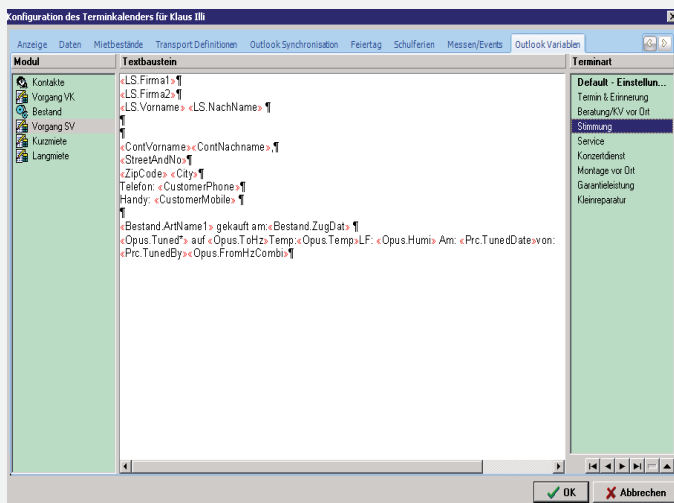 Konfiguration des Terminkalenders für Klaus Illi
Anzeige Daten Mietbestände Transport Definitionen Outlook Synchronisation Feiertag Schulferien Messen/Events Outlook Variablen
Modul
Kontakte
Vorgang VK
Bestand
Vorgang SV
Kurzmiete
Langmiete
Textbaustein
«LS.Firma1»¶
«LS.Firma2»¶
«LS.Vorname» «LS.NachName» ¶
¶
¶
«ContVorname»«ContNachname»,¶
«StreetAndNo»¶
«ZipCode» «City»¶
Telefon: «CustomerPhone»¶
Handy: «CustomerMobile» ¶
¶
«Bestand.ArtName1» gekauft am:«Bestand.ZugDat» ¶
«Opus.Tuned*» auf «Opus.ToHz»Temp:«Opus.Temp»LF: «Opus.Humi» Am: «Prc.TunedDate»von:
«Prc.TunedBy»«Opus.FromHzCombi»¶
Terminart
Default - Einstellun...
Termin & Erinnerung
Beratung/KV vor Ort
Stimmung
Service
Konzertdienst
Montage vor Ort
Garantieleistung
Kleinreparatur
OK Abbrechen